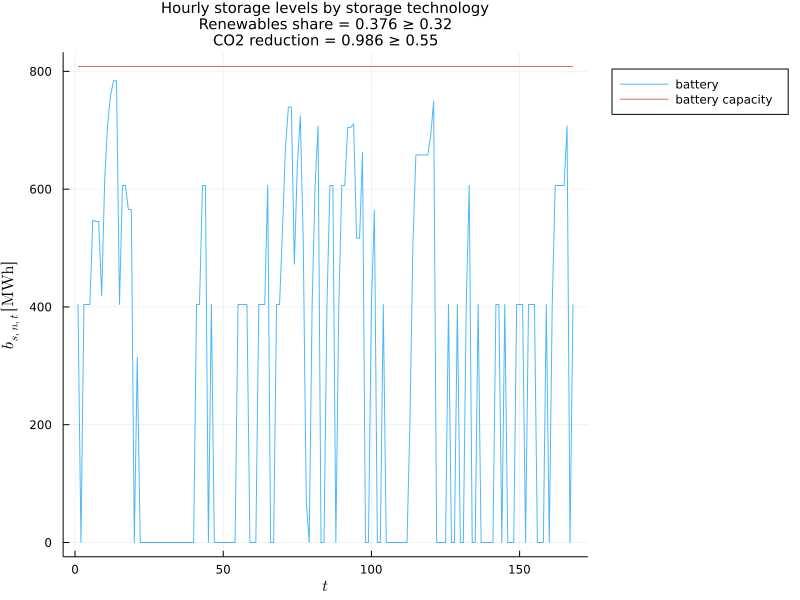 Hourly storage levels by storage technology
Renewables share = 0.376 ≥ 0.32
CO2 reduction = 0.986 ≥ 0.55
800
600
400
200
0
b_{s, n, t} [MWh]
0 50 100 150
t
battery
battery capacity